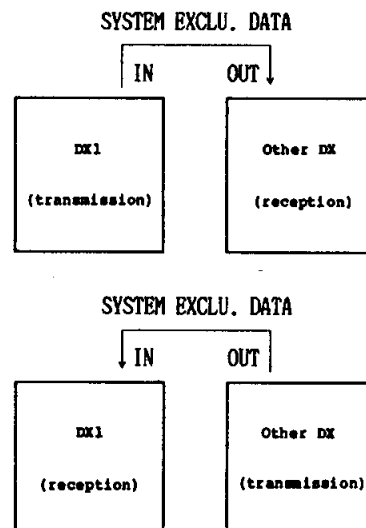 SYSTEM EXCLU. DATA
IN OUT
DX1 Other DX
(transmission) (reception)
SYSTEM EXCLU. DATA
IN OUT
DX1 Other DX
(reception) (transmission)